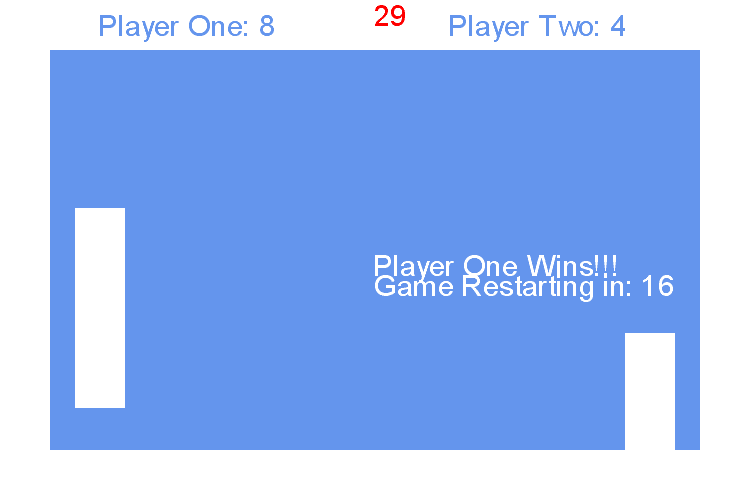 Player One: 8
29
Player Two: 4
Player One Wins!!!
Game Restarting in: 16